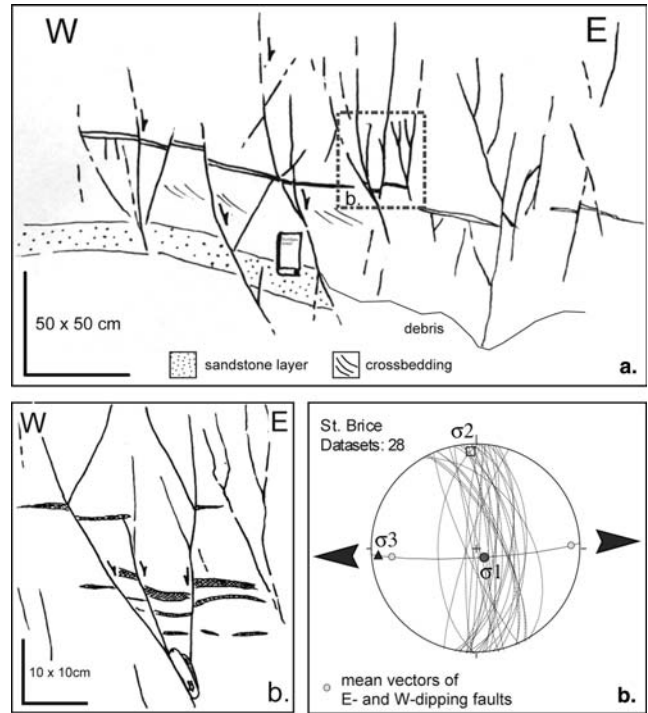 W
E
b.
50 x 50 cm
debris
sandstone layer
crossbedding
a.
W
E
10 x 10cm
b.
St. Brice
Datasets: 28
σ2
σ3
σ1
mean vectors of
E- and W-dipping faults
b.